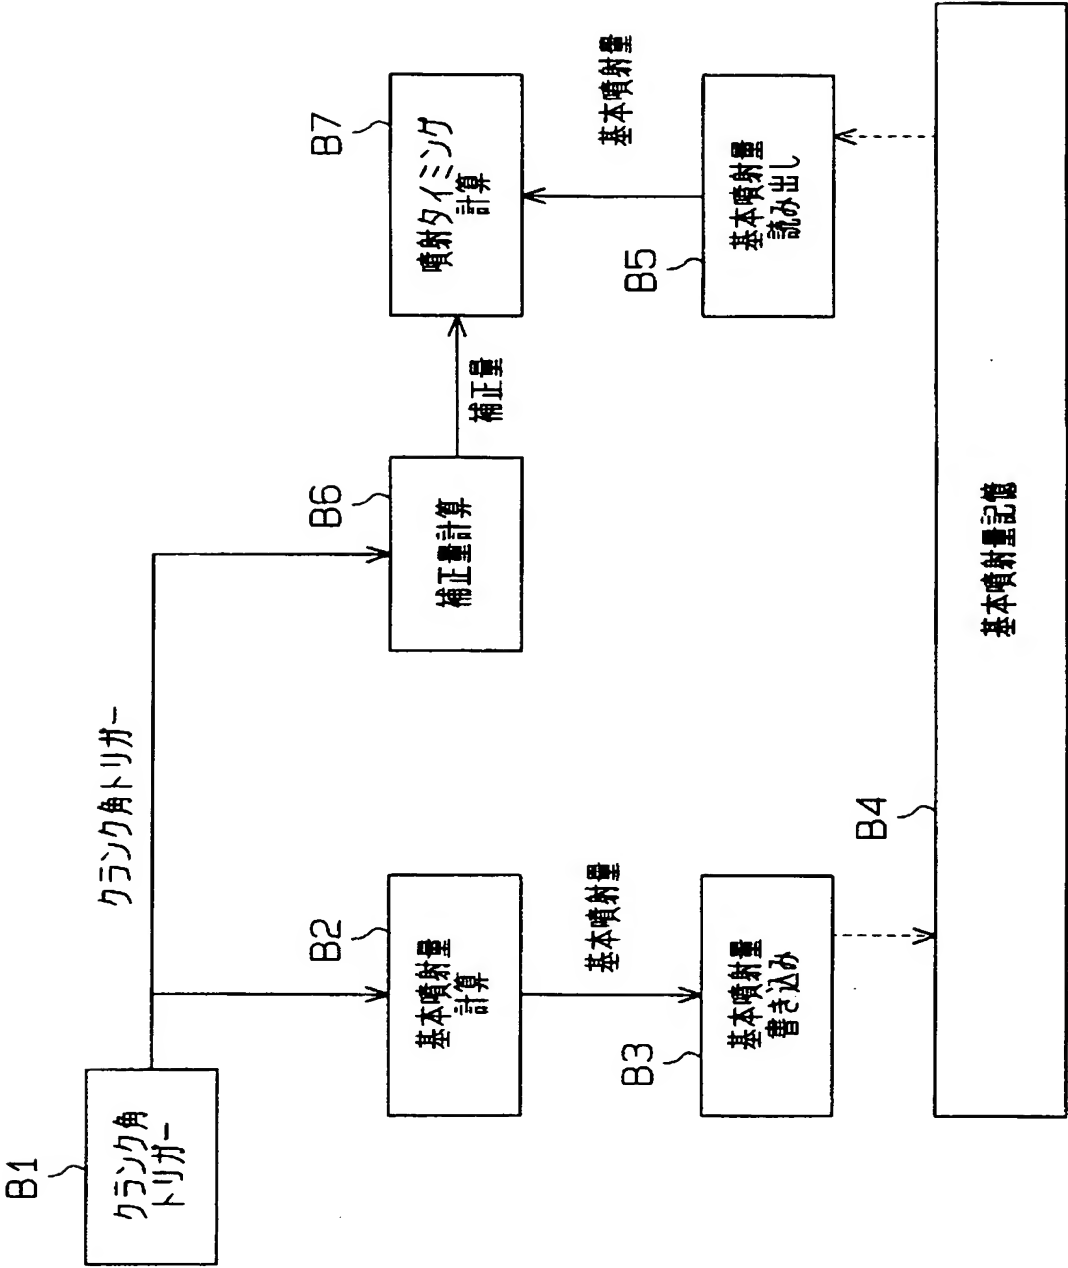 B1
クランク角
トリガー
クランク角トリガー
B2
基本噴射量
計算
基本噴射量
B3
基本噴射量
書き込み
B4
基本噴射量記憶
B6
補正量計算
補正量
B7
噴射タイミング
計算
基本噴射量
B5
基本噴射量
読み出し